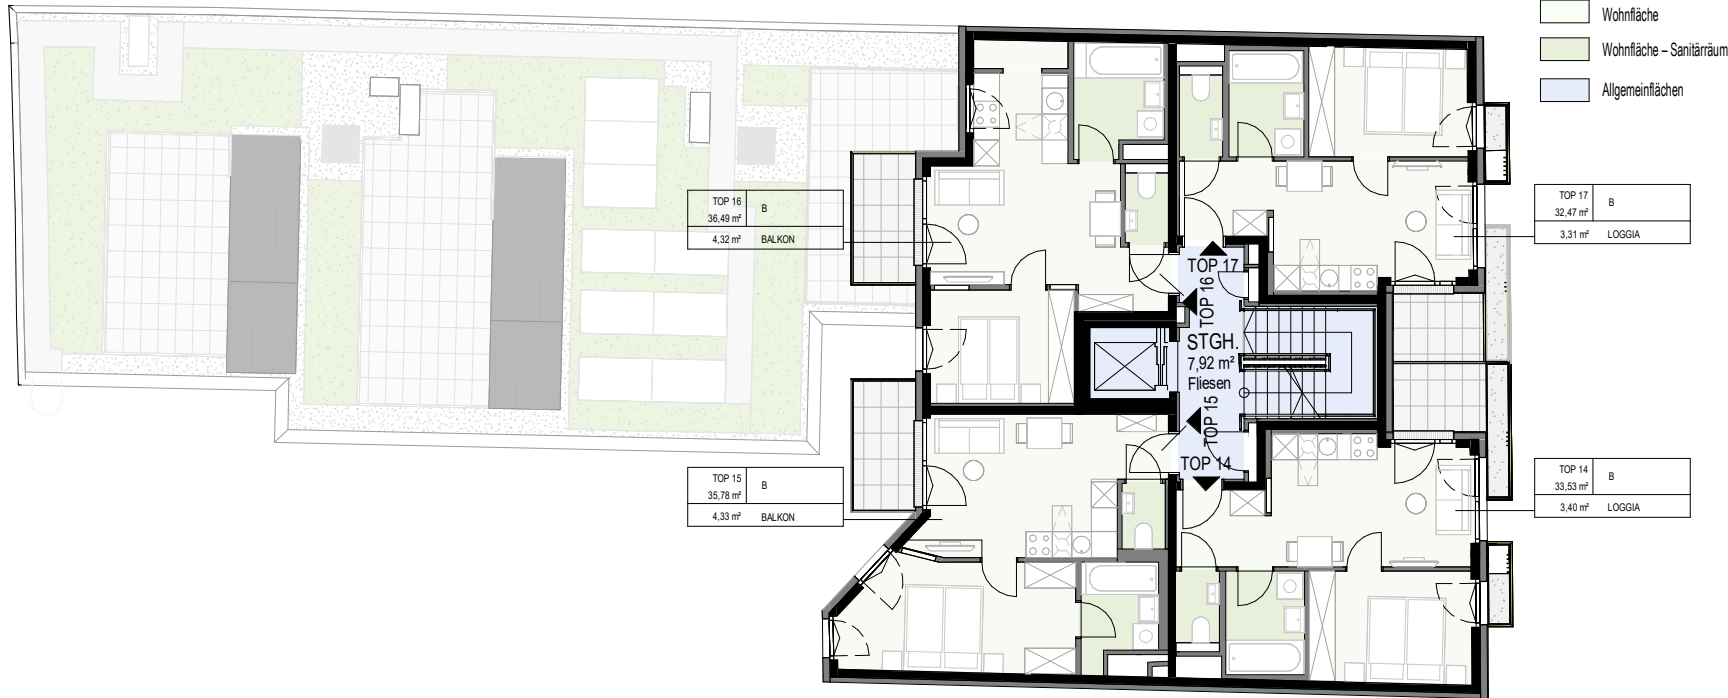 Wohnfläche
Wohnfläche – Sanitärräum
Allgemeinflächen
TOP 16
36,49 m²
B
4,32 m² BALKON
TOP 17
32,47 m²
B
3,31 m² LOGGIA
TOP 17
TOP 16
STGH.
7,92 m²
Fliesen
TOP 15
TOP 14
TOP 15
35,78 m²
B
4,33 m² BALKON
TOP 14
33,53 m²
B
3,40 m² LOGGIA